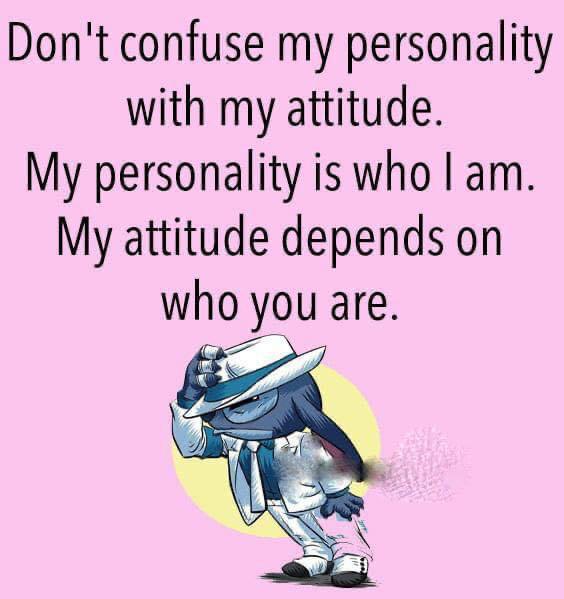 Don't confuse my personality
with my attitude.
My personality is who I am.
My attitude depends on
who you are.